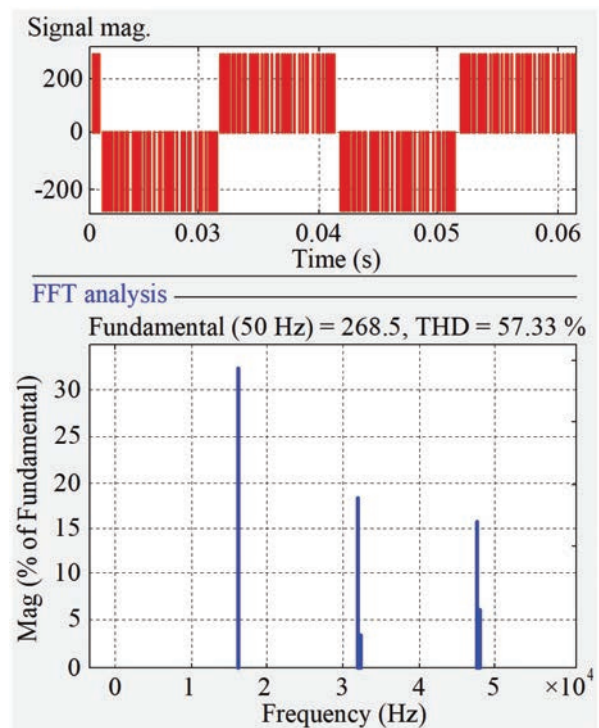 Signal mag.
200
0
-200
0 0.03 0.04 0.05 0.06
Time (s)
FFT analysis
Fundamental (50 Hz) = 268.5, THD = 57.33 %
Mag (% of Fundamental)
30
25
20
15
10
5
0
0 1 2 3 4 5 ×10⁴
Frequency (Hz)